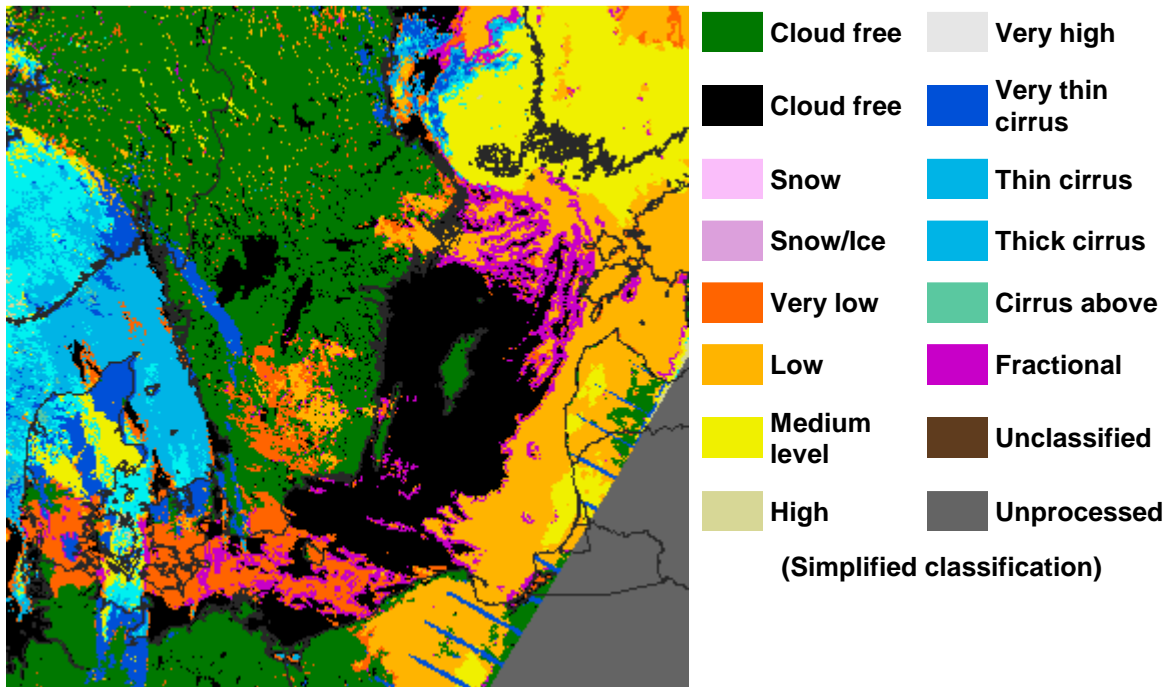 Cloud free Very high
Cloud free Very thin
cirrus
Snow Thin cirrus
Snow/Ice Thick cirrus
Very low Cirrus above
Low Fractional
Medium
level Unclassified
High Unprocessed
(Simplified classification)